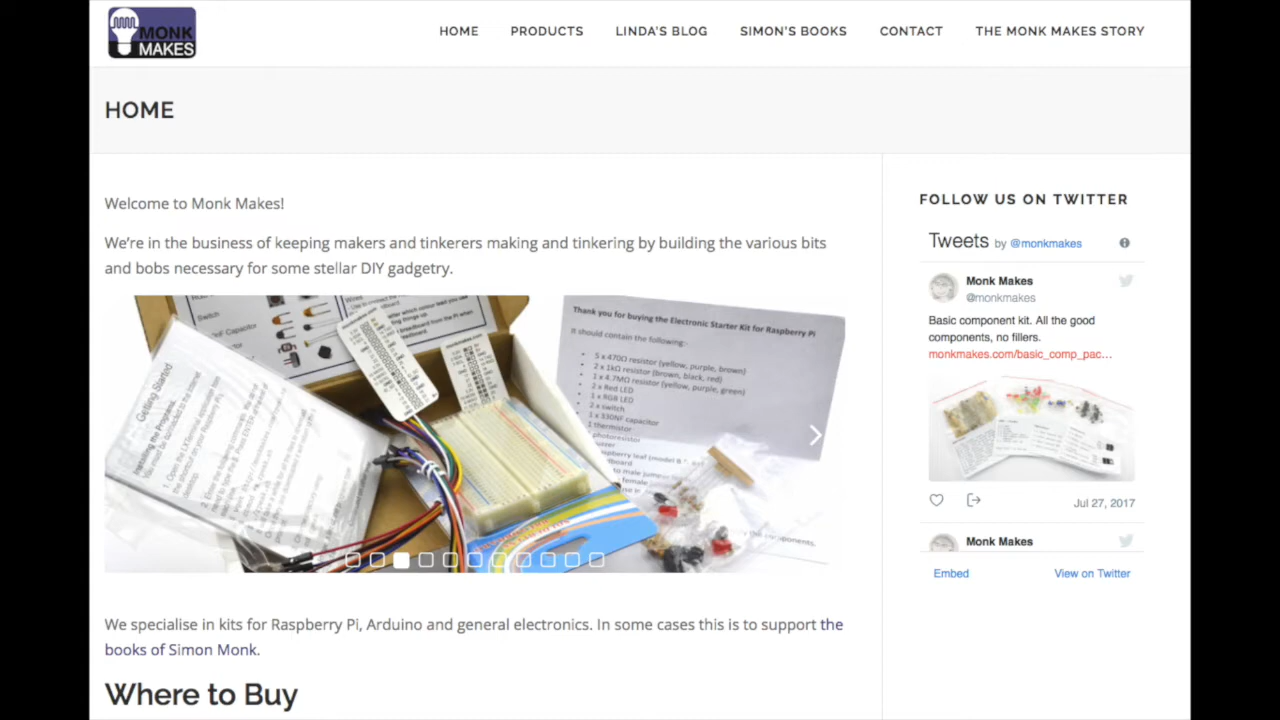 MONK
MAKES
HOME
PRODUCTS
LINDA'S BLOG
SIMON'S BOOKS
CONTACT
THE MONK MAKES STORY
HOME
Welcome to Monk Makes!
We're in the business of keeping makers and tinkerers making and tinkering by building the various bits
and bobs necessary for some stellar DIY gadgetry.
Switch
Capacitor
Wires
Getting Started
Thank you for buying the Electronic Starter Kit for Raspberry Pi
It should contain the following:
• 5 x 470Ω resistor (yellow, purple, brown)
• 2 x 1kΩ resistor (brown, black, red)
• 1 x 4.7MΩ resistor (yellow, purple, green)
• 2 x Red LED
• 1 x RGB LED
• 2 x switch
• 1 x 330NF capacitor
1 thermistor
photoresistor
FOLLOW US ON TWITTER
Tweets by @monkmakes
Monk Makes
@monkmakes
Basic component kit. All the good
components, no fillers.
monkmakes.com/basic_comp_pac…
Jul 27, 2017
Monk Makes
Embed
View on Twitter
We specialise in kits for Raspberry Pi, Arduino and general electronics. In some cases this is to support the
books of Simon Monk.
Where to Buy